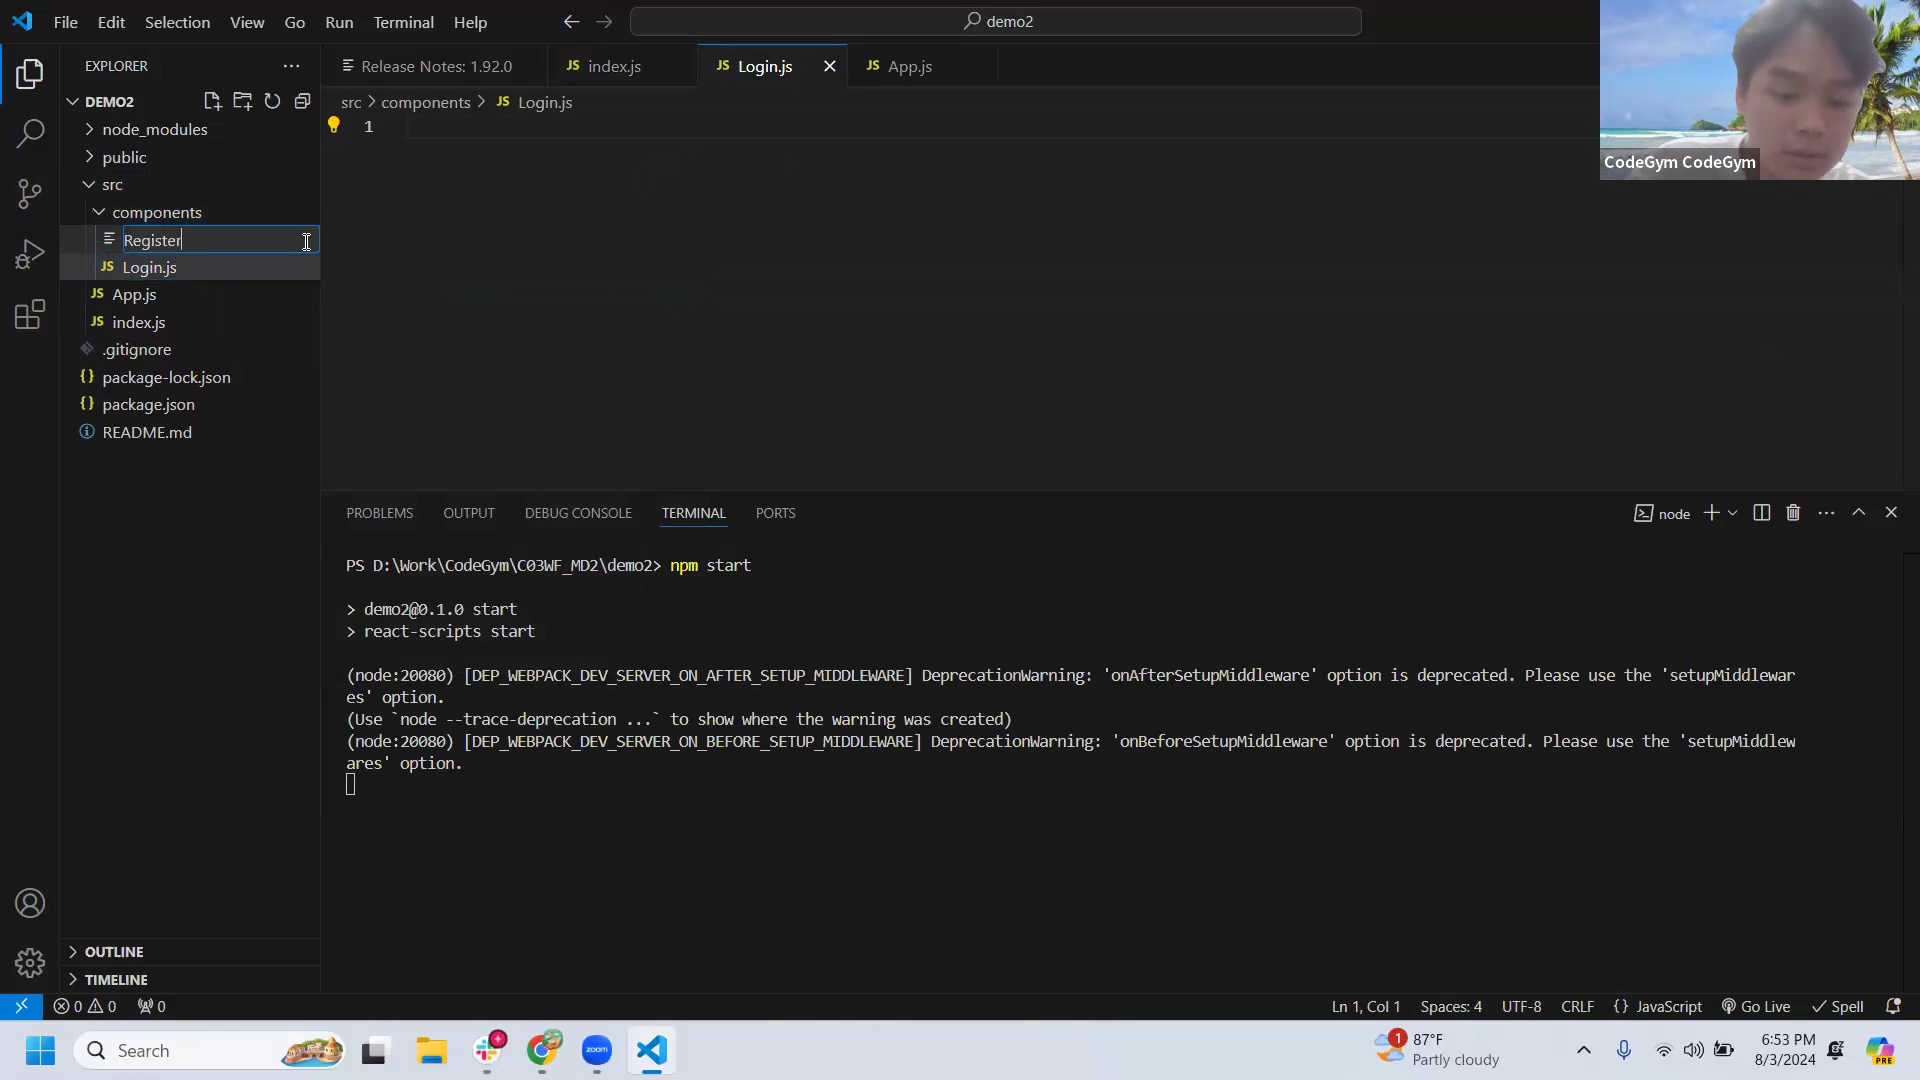 File Edit Selection View Go Run Terminal Help
demo2
EXPLORER
Release Notes: 1.92.0
JS index.js
JS Login.js
JS App.js
DEMO2
src > components > JS Login.js
1
node_modules
public
src
components
Register
JS Login.js
JS App.js
JS index.js
.gitignore
{} package-lock.json
{} package.json
README.md
CodeGym CodeGym
PROBLEMS OUTPUT DEBUG CONSOLE TERMINAL PORTS
node
PS D:\Work\CodeGym\C03WF_MD2\demo2> npm start
> demo2@0.1.0 start
> react-scripts start
(node:20080) [DEP_WEBPACK_DEV_SERVER_ON_AFTER_SETUP_MIDDLEWARE] DeprecationWarning: 'onAfterSetupMiddleware' option is deprecated. Please use the 'setupMiddlewar
es' option.
(Use `node --trace-deprecation ...` to show where the warning was created)
(node:20080) [DEP_WEBPACK_DEV_SERVER_ON_BEFORE_SETUP_MIDDLEWARE] DeprecationWarning: 'onBeforeSetupMiddleware' option is deprecated. Please use the 'setupMiddlew
ares' option.
OUTLINE
TIMELINE
0 0 0
Ln 1, Col 1 Spaces: 4 UTF-8 CRLF {} JavaScript Go Live Spell
Search
zoom
1
87°F
Partly cloudy
6:53 PM
8/3/2024
PRE